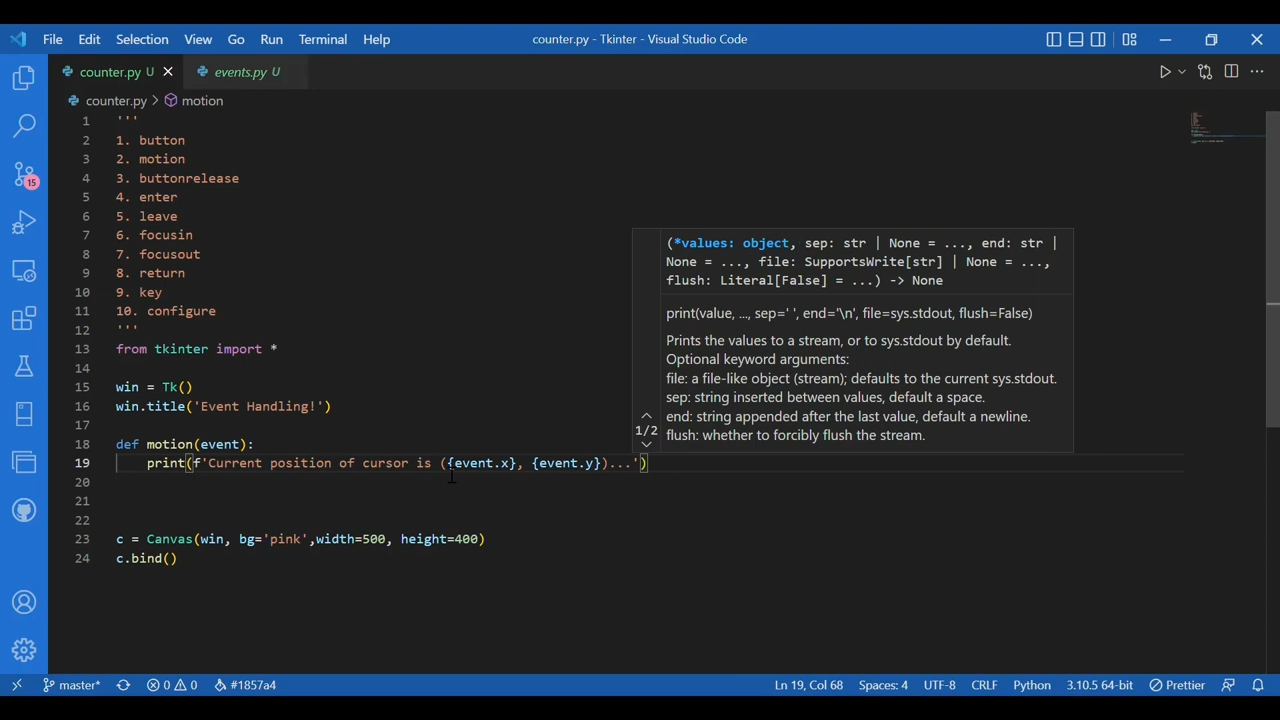 File Edit Selection View Go Run Terminal Help counter.py - Tkinter - Visual Studio Code
counter.py U events.py U
counter.py > motion
1 '''
2 1. button
3 2. motion
4 3. buttonrelease
5 4. enter
6 5. leave
7 6. focusin
8 7. focusout
9 8. return
10 9. key
11 10. configure
12 '''
13 from tkinter import *
14
15 win = Tk()
16 win.title('Event Handling!')
17
18 def motion(event):
19 print(f'Current position of cursor is ({event.x}, {event.y})...')
20
21
22
23 c = Canvas(win, bg='pink',width=500, height=400)
24 c.bind()
(*values: object, sep: str | None = ..., end: str |
None = ..., file: SupportsWrite[str] | None = ...,
flush: Literal[False] = ...) -> None
print(value, ..., sep=' ', end='\n', file=sys.stdout, flush=False)
Prints the values to a stream, or to sys.stdout by default.
Optional keyword arguments:
file: a file-like object (stream); defaults to the current sys.stdout.
sep: string inserted between values, default a space.
end: string appended after the last value, default a newline.
flush: whether to forcibly flush the stream.
1/2
15
master* 0 0 #1857a4 Ln 19, Col 68 Spaces: 4 UTF-8 CRLF Python 3.10.5 64-bit Prettier